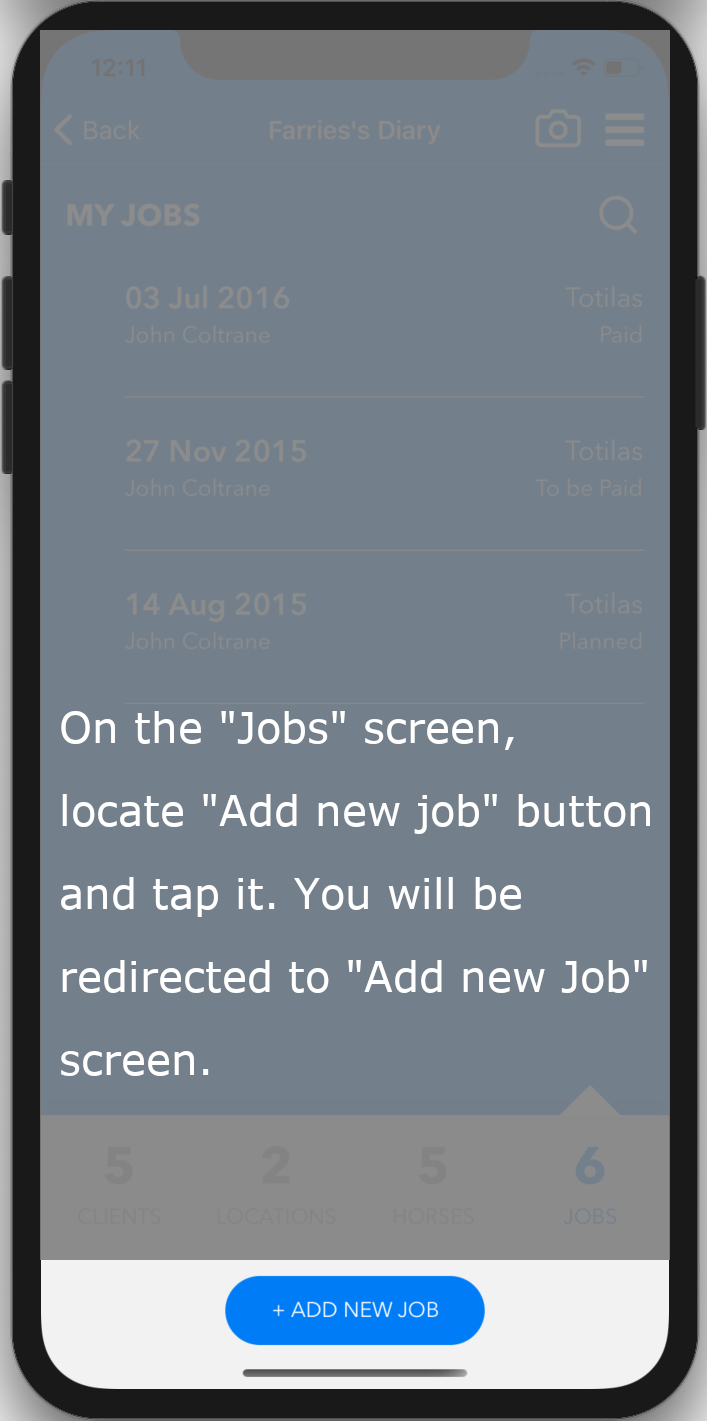 12:11
Back Farries's Diary
MY JOBS
03 Jul 2016 Totilas
John Coltrane Paid
27 Nov 2015 Totilas
John Coltrane To be Paid
14 Aug 2015 Totilas
John Coltrane Planned
On the "Jobs" screen,
locate "Add new job" button
and tap it. You will be
redirected to "Add new Job"
screen.
5 2 5 6
CLIENTS LOCATIONS HORSES JOBS
+ ADD NEW JOB